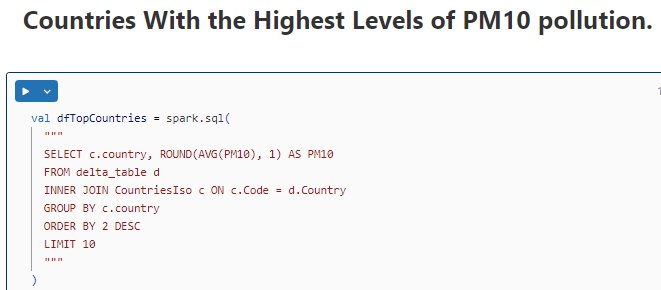 Countries With the Highest Levels of PM10 pollution.
val dfTopCountries = spark.sql(
"""
SELECT c.country, ROUND(AVG(PM10), 1) AS PM10
FROM delta_table d
INNER JOIN CountriesIso c ON c.Code = d.Country
GROUP BY c.country
ORDER BY 2 DESC
LIMIT 10
"""
)